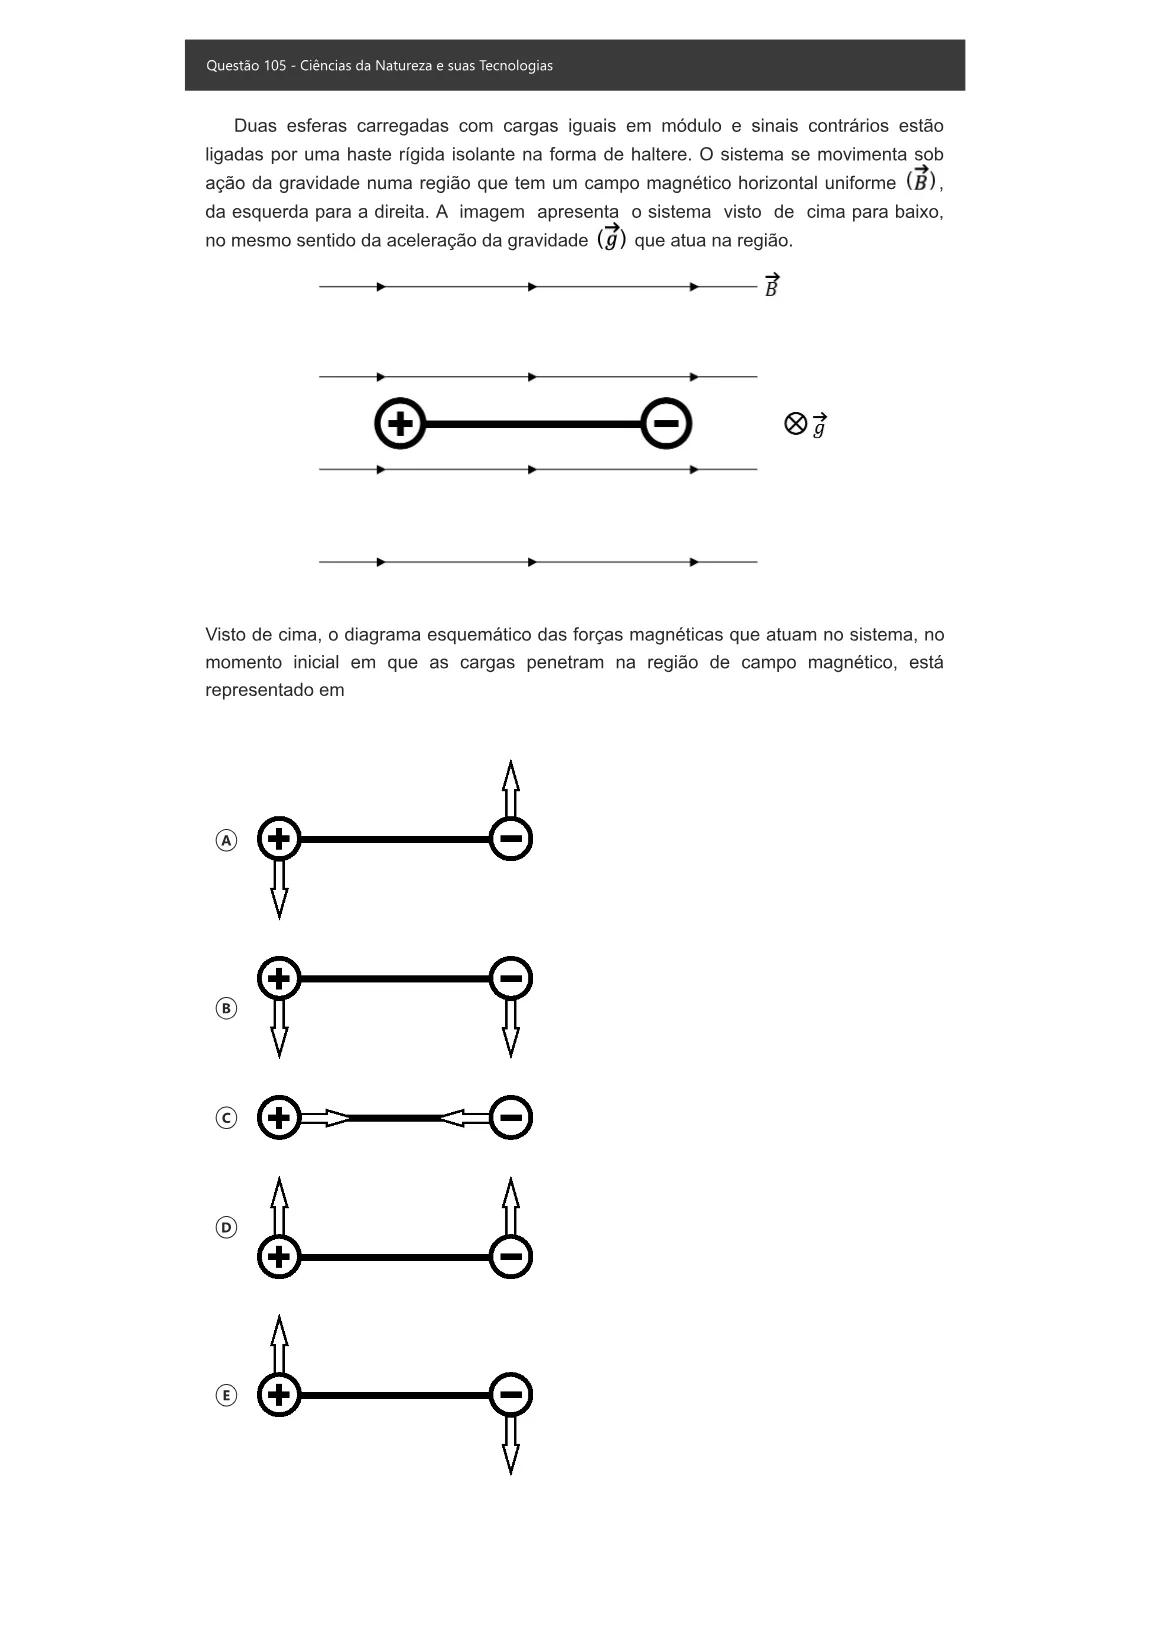 Questão 105 - Ciências da Natureza e suas Tecnologias
Duas esferas carregadas com cargas iguais em módulo e sinais contrários estão
ligadas por uma haste rígida isolante na forma de haltere. O sistema se movimenta sob
ação da gravidade numa região que tem um campo magnético horizontal uniforme (B⃗),
da esquerda para a direita. A imagem apresenta o sistema visto de cima para baixo,
no mesmo sentido da aceleração da gravidade (g⃗) que atua na região.
B⃗
+ −
⊗ g⃗
Visto de cima, o diagrama esquemático das forças magnéticas que atuam no sistema, no
momento inicial em que as cargas penetram na região de campo magnético, está
representado em
A + −
B + −
C + −
D + −
E + −